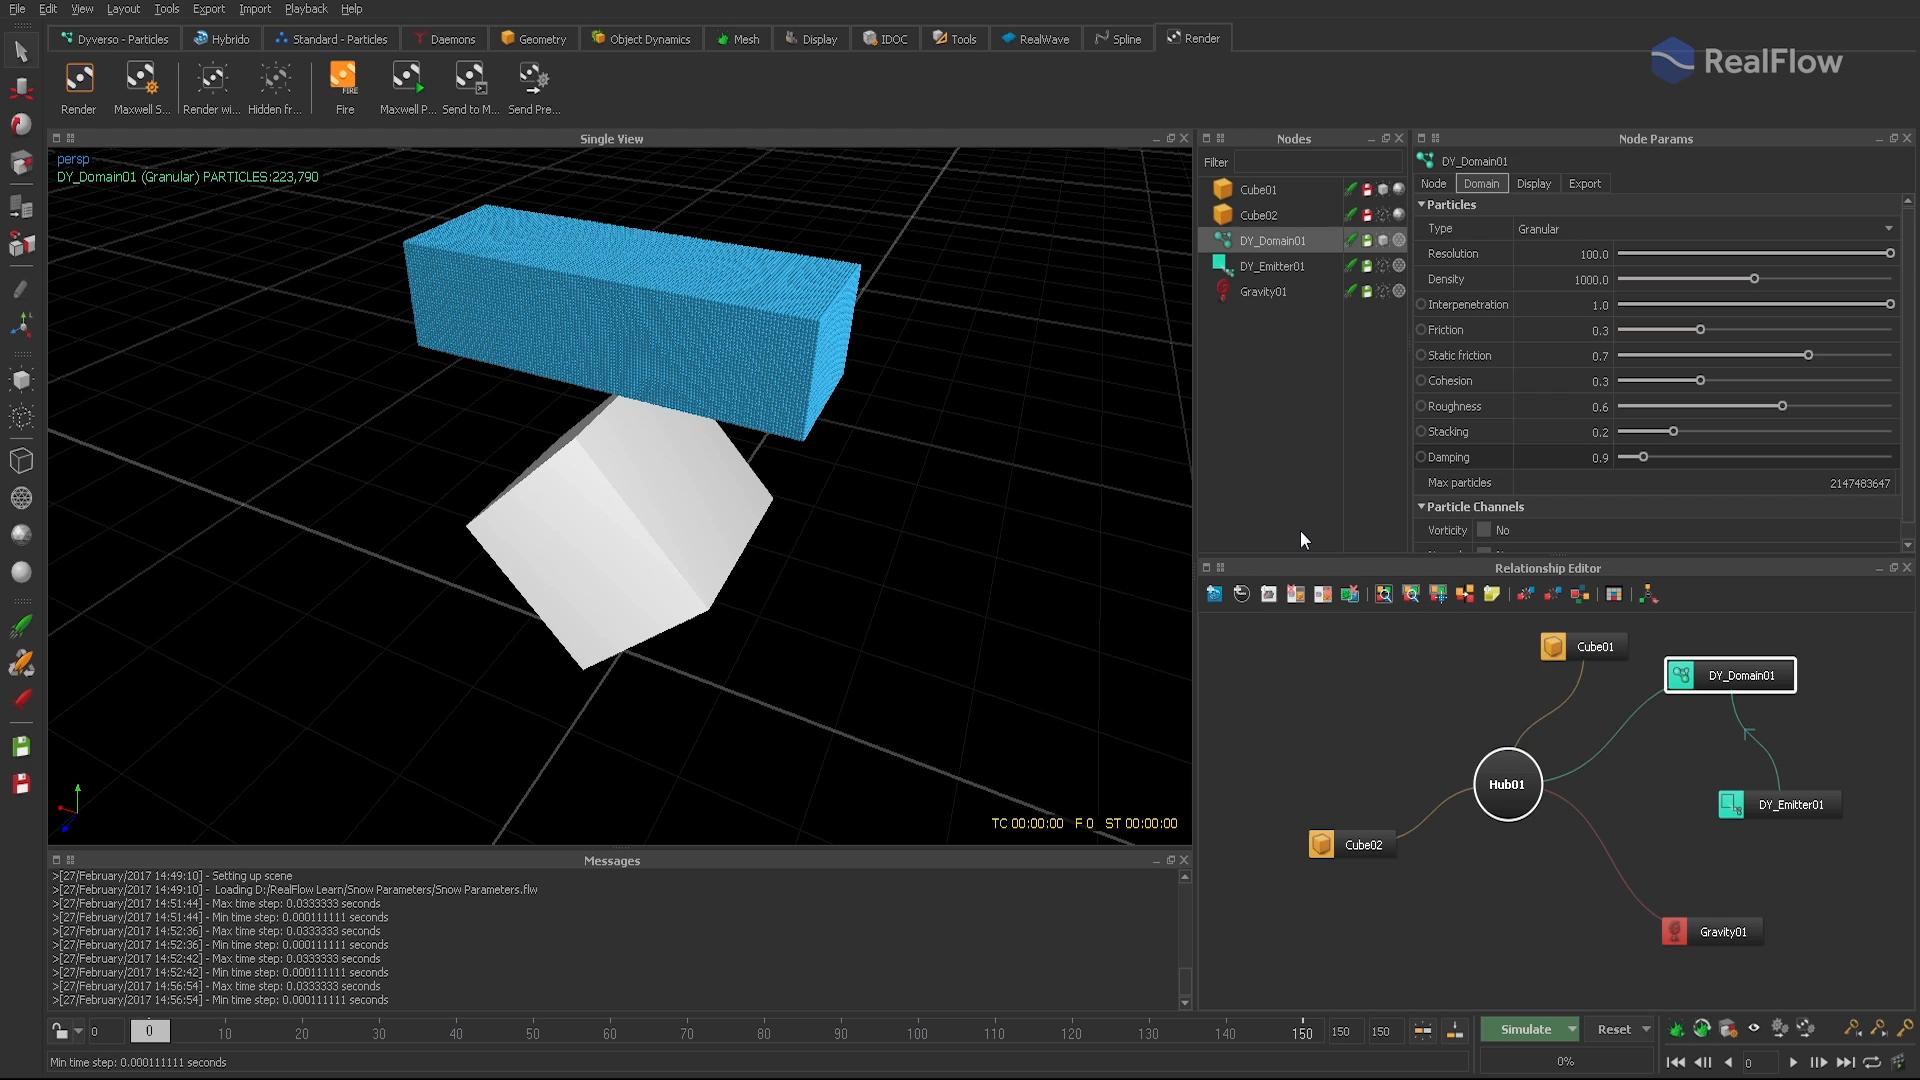 File Edit View Layout Tools Export Import Playback Help
Dyverso - Particles Hybrido Standard - Particles Daemons Geometry Object Dynamics Mesh Display IDOC Tools RealWave Spline Render
RealFlow
FIRE
Render Maxwell S... Render wi... Hidden fr... Fire Maxwell P... Send to M... Send Pre...
Single View
persp
DY_Domain01 (Granular) PARTICLES:223,790
TC 00:00:00 F 0 ST 00:00:00
Nodes
Filter
Cube01
Cube02
DY_Domain01
DY_Emitter01
Gravity01
Node Params
DY_Domain01
Node Domain Display Export
Particles
Type Granular
Resolution 100.0
Density 1000.0
Interpenetration 1.0
Friction 0.3
Static friction 0.7
Cohesion 0.3
Roughness 0.6
Stacking 0.2
Damping 0.9
Max particles 2147483647
Particle Channels
Vorticity No
Relationship Editor
Cube01
DY_Domain01
Hub01
DY_Emitter01
Cube02
Gravity01
Messages
>[27/February/2017 14:49:10] - Setting up scene
>[27/February/2017 14:49:10] - Loading D:/RealFlow Learn/Snow Parameters/Snow Parameters.flw
>[27/February/2017 14:51:44] - Max time step: 0.0333333 seconds
>[27/February/2017 14:51:44] - Min time step: 0.000111111 seconds
>[27/February/2017 14:52:36] - Max time step: 0.0333333 seconds
>[27/February/2017 14:52:36] - Min time step: 0.000111111 seconds
>[27/February/2017 14:52:42] - Max time step: 0.0333333 seconds
>[27/February/2017 14:52:42] - Min time step: 0.000111111 seconds
>[27/February/2017 14:56:54] - Max time step: 0.0333333 seconds
>[27/February/2017 14:56:54] - Min time step: 0.000111111 seconds
0 0 10 20 30 40 50 60 70 80 90 100 110 120 130 140 150 150 150
Simulate Reset
Min time step: 0.000111111 seconds
0%
0